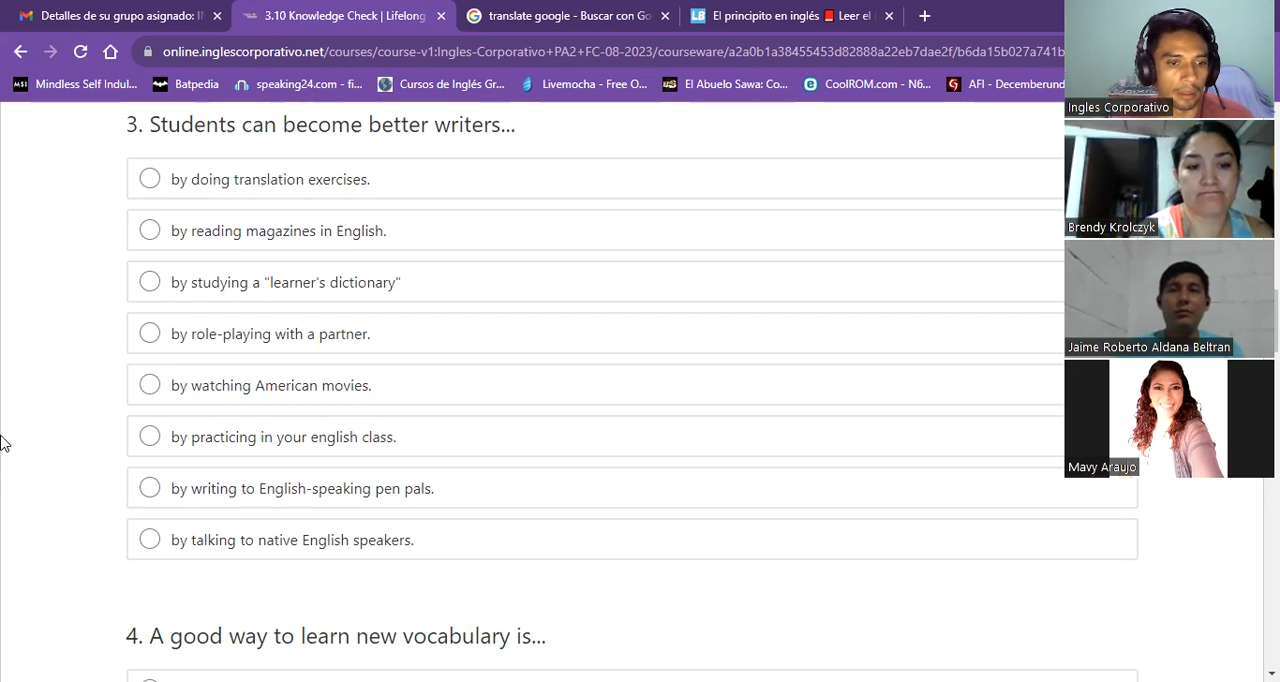 Detalles de su grupo asignado: I
3.10 Knowledge Check | Lifelong
translate google - Buscar con Go
El principito en inglés 📕 Leer el
online.inglescorporativo.net/courses/course-v1:Ingles-Corporativo+PA2+FC-08-2023/courseware/a2a0b1a38455453d82888a22eb7dae2f/b6da15b027a741b
Mindless Self Indul...
Batpedia
speaking24.com - fi...
Cursos de Inglés Gr...
Livemocha - Free O...
El Abuelo Sawa: Co...
CoolROM.com - N6...
AFI - Decemberund
3. Students can become better writers...
by doing translation exercises.
by reading magazines in English.
by studying a "learner's dictionary"
by role-playing with a partner.
by watching American movies.
by practicing in your english class.
by writing to English-speaking pen pals.
by talking to native English speakers.
4. A good way to learn new vocabulary is...
Ingles Corporativo
Brendy Krolczyk
Jaime Roberto Aldana Beltran
Mavy Araujo